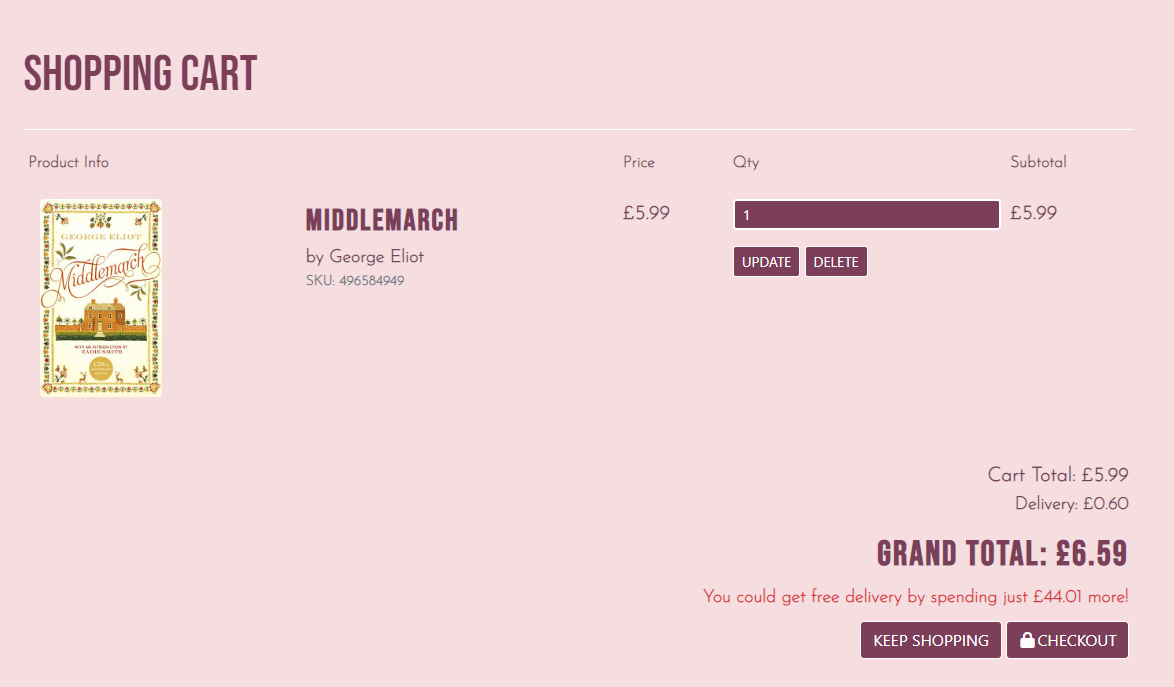 SHOPPING CART
Product Info Price Qty Subtotal
GEORGE ELIOT
Middlemarch
WITH AN INTRODUCTION BY
ZADIE SMITH
150TH
MIDDLEMARCH
by George Eliot
SKU: 496584949
£5.99
1
UPDATE DELETE
£5.99
Cart Total: £5.99
Delivery: £0.60
GRAND TOTAL: £6.59
You could get free delivery by spending just £44.01 more!
KEEP SHOPPING CHECKOUT